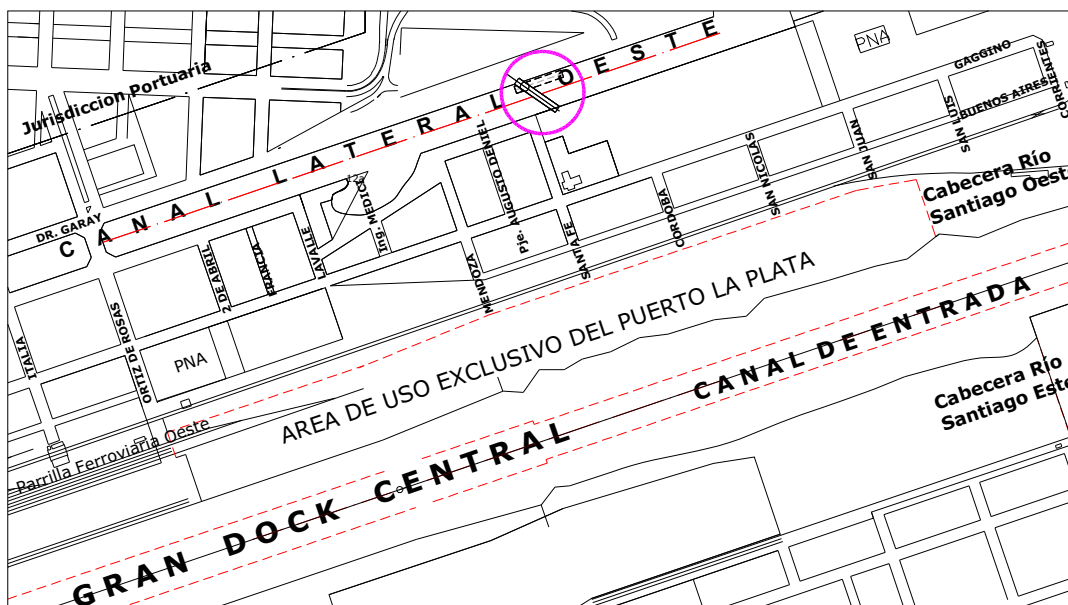 PNA
GAGGINO
CORRIENTES
BUENOS AIRES
SAN LUIS
SAN JUAN
SAN NICOLAS
CORDOBA
SANTA FE
Pje. AUGUSTO DENIEL
MENDOZA
Ing. MEDICI
123
LAVALLE
FRANCIA
2 DE ABRIL
ORTIZ DE ROSAS
ITALIA
DR. GARAY
Jurisdiccion Portuaria
CANAL LATERAL OESTE
Cabecera Río
Santiago Oeste
AREA DE USO EXCLUSIVO DEL PUERTO LA PLATA
CANAL DE ENTRADA
Cabecera Río
Santiago Este
PNA
Parrilla Ferroviaria Oeste
GRAN DOCK CENTRAL